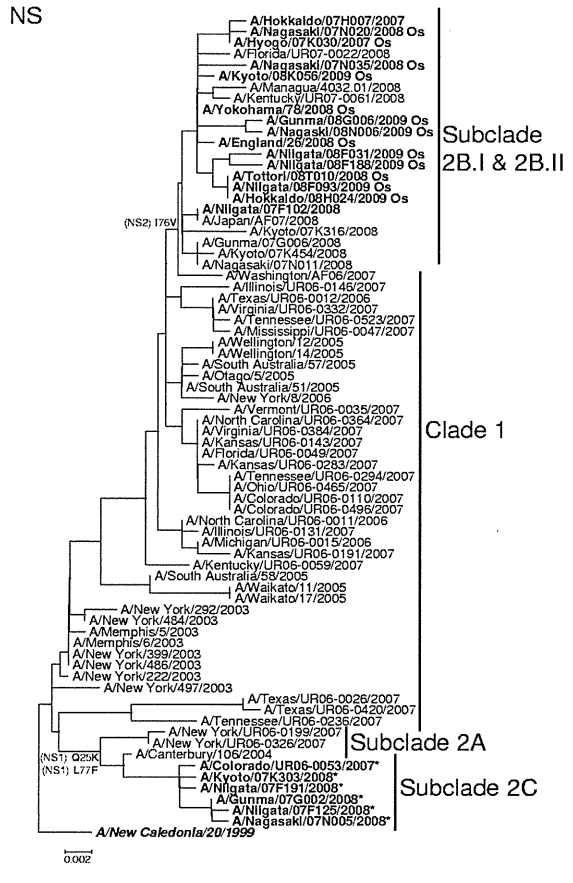 NS
A/Hokkaido/07H007/2007
A/Nagasaki/07N020/2008 Os
A/Hyogo/07K030/2007 Os
A/Florida/UR07-0022/2008
A/Nagasaki/07N035/2008 Os
A/Kyoto/08K056/2009 Os
A/Managua/4032.01/2008
A/Kentucky/UR07-0061/2008
A/Yokohama/78/2008 Os
A/Gunma/08G006/2009 Os
A/Nagaski/08N006/2009 Os
A/England/26/2008 Os
A/Niigata/08F031/2009 Os
A/Niigata/08F188/2009 Os
A/Tottori/08T010/2008 Os
A/Niigata/08F093/2009 Os
A/Hokkaido/08H024/2009 Os
A/Niigata/07F102/2008
A/Japan/AF07/2008
A/Kyoto/07K316/2008
A/Gunma/07G006/2008
A/Kyoto/07K454/2008
A/Nagasaki/07N011/2008
Subclade
2B.I & 2B.II
(NS2) I76V
A/Washington/AF06/2007
A/Illinois/UR06-0146/2007
A/Texas/UR06-0012/2006
A/Virginia/UR06-0332/2007
A/Tennessee/UR06-0523/2007
A/Mississippi/UR06-0047/2007
A/Wellington/12/2005
A/Wellington/14/2005
A/South Australia/57/2005
A/Otago/5/2005
A/South Australia/51/2005
A/New York/8/2006
A/Vermont/UR06-0035/2007
A/North Carolina/UR06-0364/2007
A/Virginia/UR06-0384/2007
A/Kansas/UR06-0143/2007
A/Florida/UR06-0049/2007
A/Kansas/UR06-0283/2007
A/Tennessee/UR06-0294/2007
A/Ohio/UR06-0465/2007
A/Colorado/UR06-0110/2007
A/Colorado/UR06-0496/2007
A/North Carolina/UR06-0011/2006
A/Illinois/UR06-0131/2007
A/Michigan/UR06-0015/2006
A/Kansas/UR06-0191/2007
A/Kentucky/UR06-0059/2007
A/South Australia/58/2005
A/Waikato/11/2005
A/Waikato/17/2005
A/New York/292/2003
A/New York/484/2003
A/Memphis/5/2003
A/Memphis/6/2003
A/New York/399/2003
A/New York/486/2003
A/New York/222/2003
A/New York/497/2003
A/Texas/UR06-0026/2007
A/Texas/UR06-0420/2007
A/Tennessee/UR06-0236/2007
Clade 1
A/New York/UR06-0199/2007
A/New York/UR06-0326/2007
A/Canterbury/106/2004
Subclade 2A
(NS1) Q25K
(NS1) L77F
A/Colorado/UR06-0053/2007*
A/Kyoto/07K303/2008*
A/Niigata/07F191/2008*
A/Gunma/07G002/2008*
A/Niigata/07F125/2008*
A/Nagasaki/07N005/2008*
Subclade 2C
A/New Caledonia/20/1999
0.002